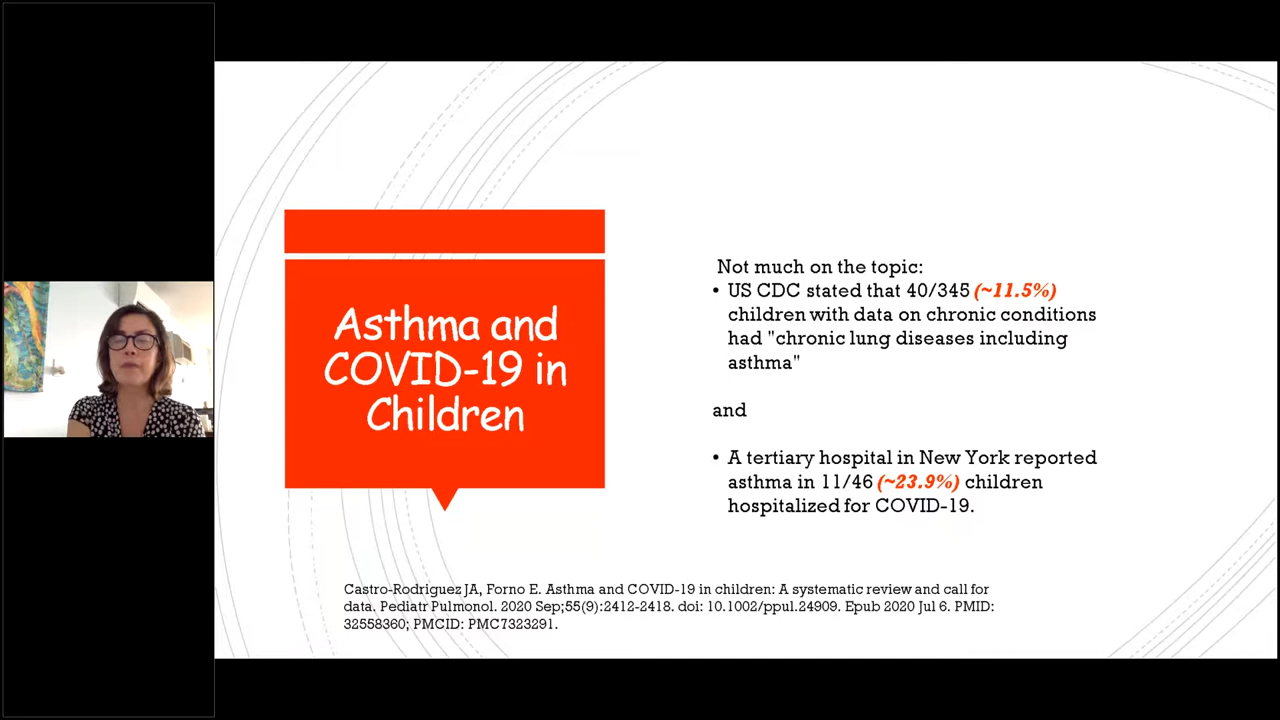 Asthma and
COVID-19 in
Children
Not much on the topic:
• US CDC stated that 40/345 (~11.5%)
children with data on chronic conditions
had "chronic lung diseases including
asthma"
and
• A tertiary hospital in New York reported
asthma in 11/46 (~23.9%) children
hospitalized for COVID-19.
Castro-Rodriguez JA, Forno E. Asthma and COVID-19 in children: A systematic review and call for
data. Pediatr Pulmonol. 2020 Sep;55(9):2412-2418. doi: 10.1002/ppul.24909. Epub 2020 Jul 6. PMID:
32558360; PMCID: PMC7323291.